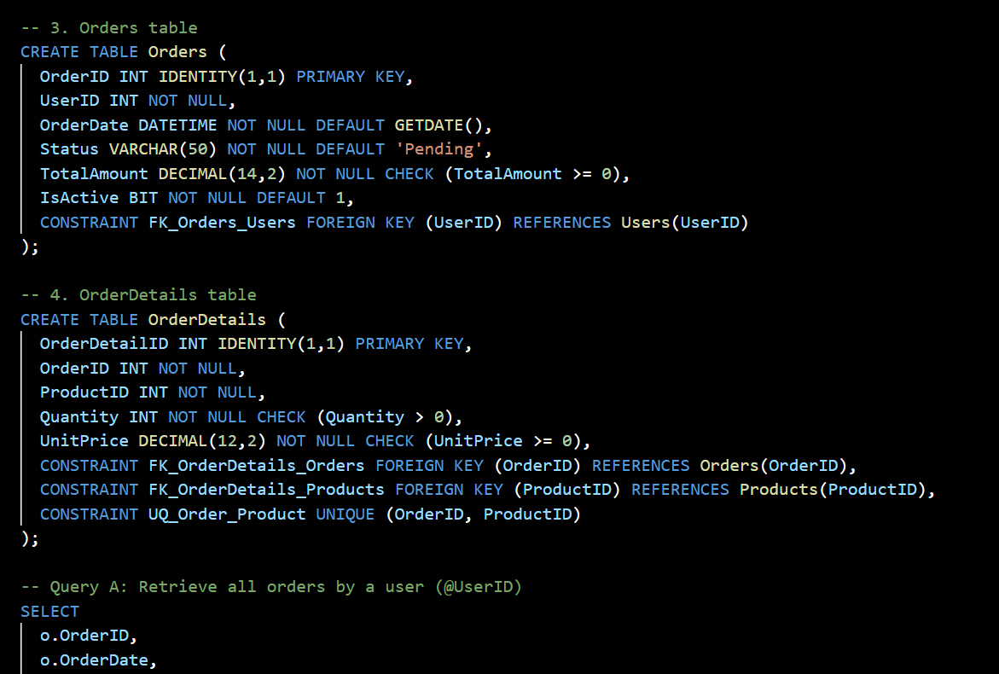 -- 3. Orders table
CREATE TABLE Orders (
OrderID INT IDENTITY(1,1) PRIMARY KEY,
UserID INT NOT NULL,
OrderDate DATETIME NOT NULL DEFAULT GETDATE(),
Status VARCHAR(50) NOT NULL DEFAULT 'Pending',
TotalAmount DECIMAL(14,2) NOT NULL CHECK (TotalAmount >= 0),
IsActive BIT NOT NULL DEFAULT 1,
CONSTRAINT FK_Orders_Users FOREIGN KEY (UserID) REFERENCES Users(UserID)
);
-- 4. OrderDetails table
CREATE TABLE OrderDetails (
OrderDetailID INT IDENTITY(1,1) PRIMARY KEY,
OrderID INT NOT NULL,
ProductID INT NOT NULL,
Quantity INT NOT NULL CHECK (Quantity > 0),
UnitPrice DECIMAL(12,2) NOT NULL CHECK (UnitPrice >= 0),
CONSTRAINT FK_OrderDetails_Orders FOREIGN KEY (OrderID) REFERENCES Orders(OrderID),
CONSTRAINT FK_OrderDetails_Products FOREIGN KEY (ProductID) REFERENCES Products(ProductID),
CONSTRAINT UQ_Order_Product UNIQUE (OrderID, ProductID)
);
-- Query A: Retrieve all orders by a user (@UserID)
SELECT
o.OrderID,
o.OrderDate,